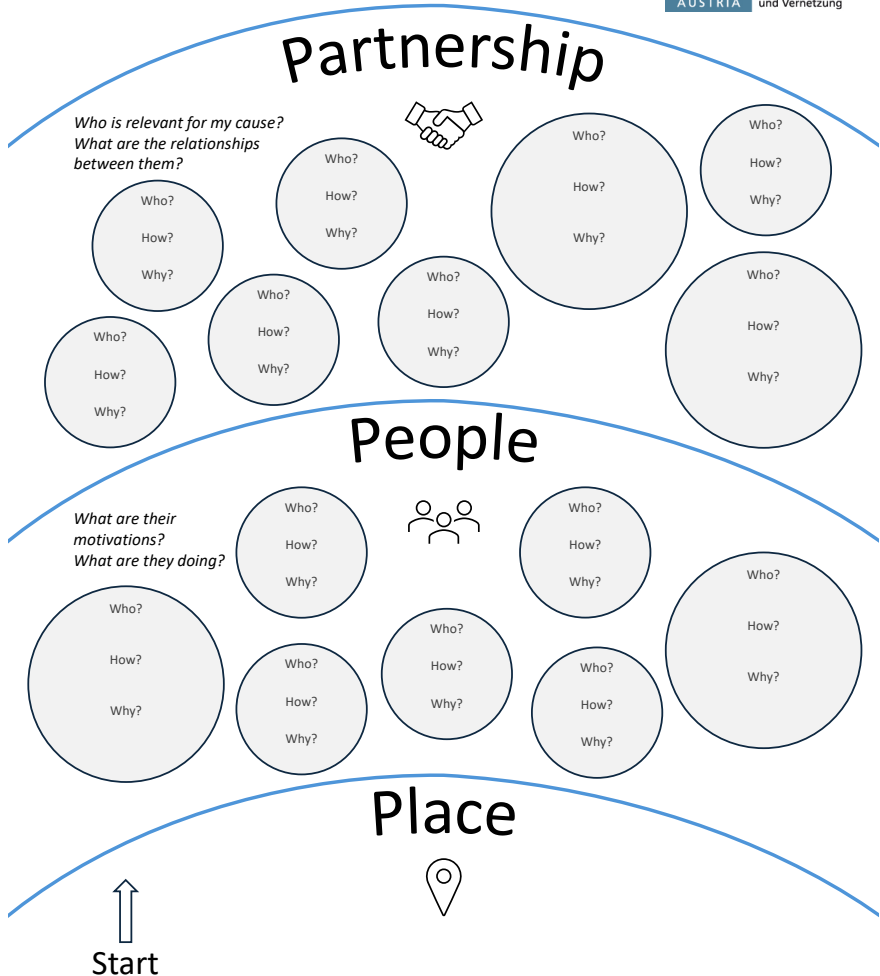 AUSTRIA
und Vernetzung
Partnership
Who is relevant for my cause?
What are the relationships
between them?
Who?
How?
Why?
Who?
How?
Why?
Who?
How?
Why?
Who?
How?
Why?
Who?
How?
Why?
Who?
How?
Why?
Who?
How?
Why?
Who?
How?
Why?
People
What are their
motivations?
What are they doing?
Who?
How?
Why?
Who?
How?
Why?
Who?
How?
Why?
Who?
How?
Why?
Who?
How?
Why?
Who?
How?
Why?
Who?
How?
Why?
Place
Start